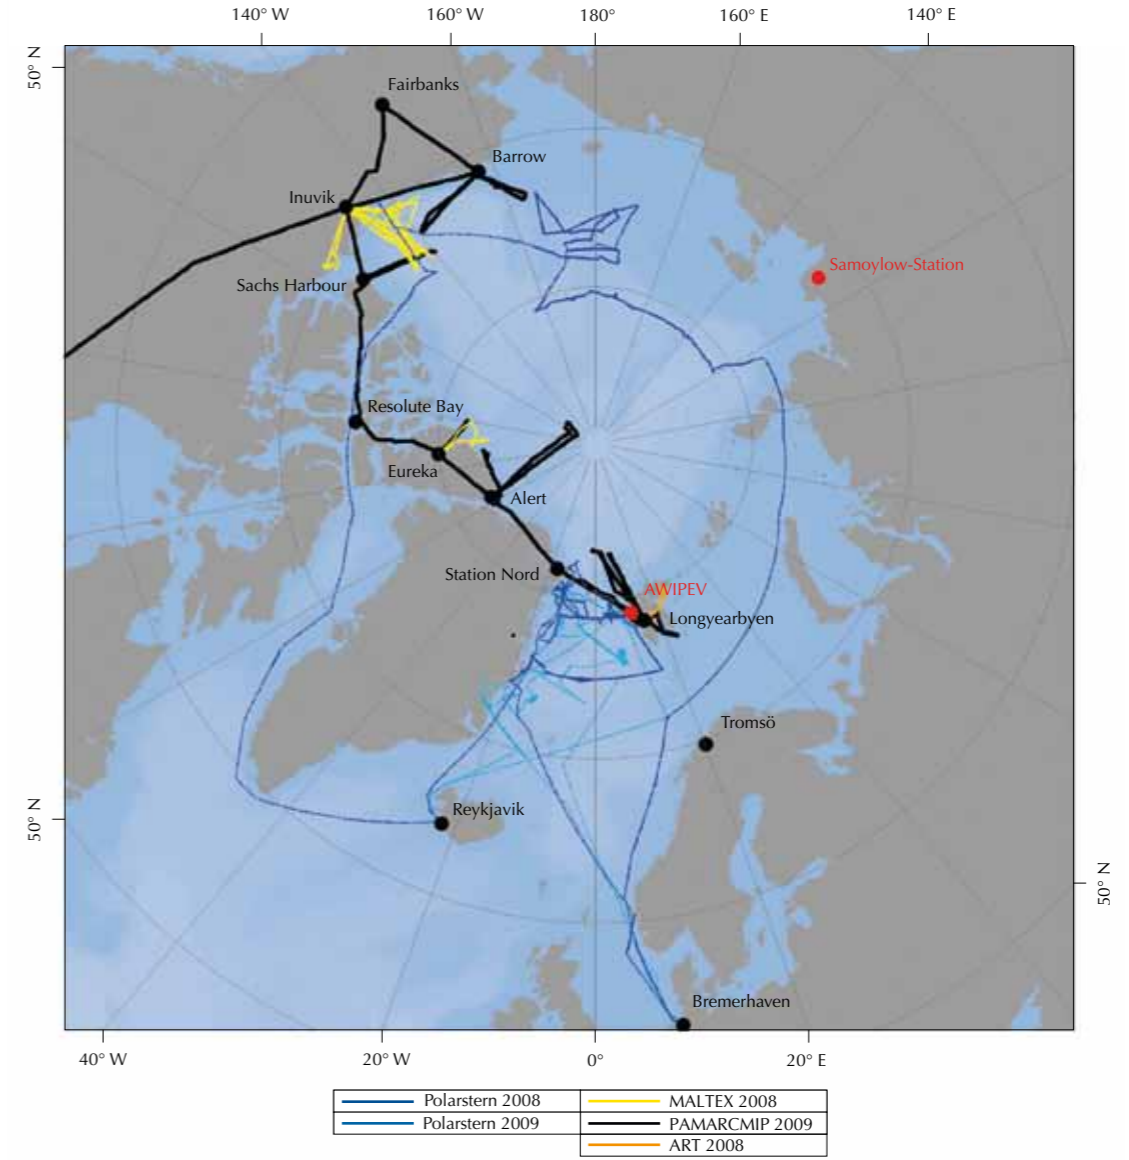 140° W 160° W 180° 160° E 140° E
50° N
Fairbanks
Barrow
Inuvik
Samoylow-Station
Sachs Harbour
Resolute Bay
Eureka
Alert
Station Nord
AWIPEV
Longyearbyen
Tromsö
50° N
Reykjavik
50° N
Bremerhaven
40° W 20° W 0° 20° E
Polarstern 2008 MALTEX 2008
Polarstern 2009 PAMARCMIP 2009
ART 2008